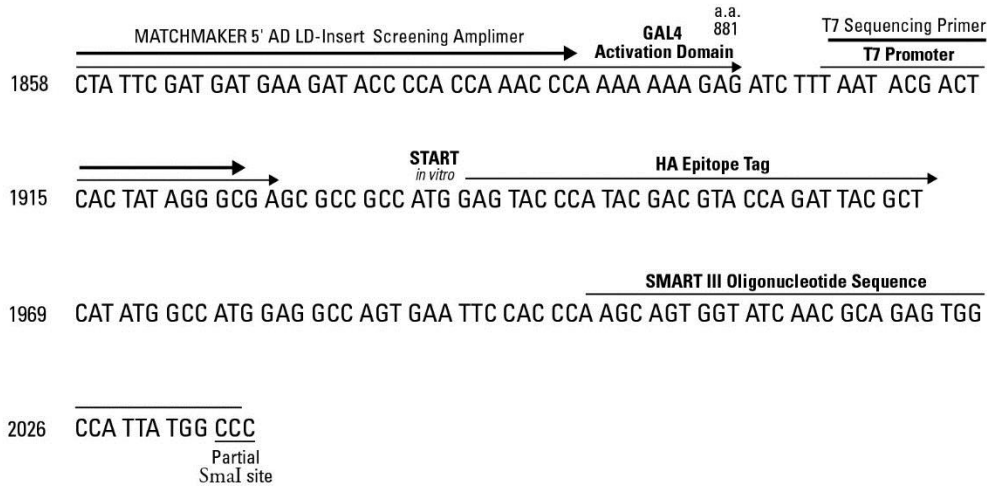 a.a.
MATCHMAKER 5' AD LD-Insert Screening Amplimer GAL4 881 T7 Sequencing Primer
Activation Domain T7 Promoter
1858 CTA TTC GAT GAT GAA GAT ACC CCA CCA AAC CCA AAA AAA GAG ATC TTT AAT ACG ACT
START HA Epitope Tag
in vitro
1915 CAC TAT AGG GCG AGC GCC GCC ATG GAG TAC CCA TAC GAC GTA CCA GAT TAC GCT
SMART III Oligonucleotide Sequence
1969 CAT ATG GCC ATG GAG GCC AGT GAA TTC CAC CCA AGC AGT GGT ATC AAC GCA GAG TGG
2026 CCA TTA TGG CCC
Partial
SmaI site